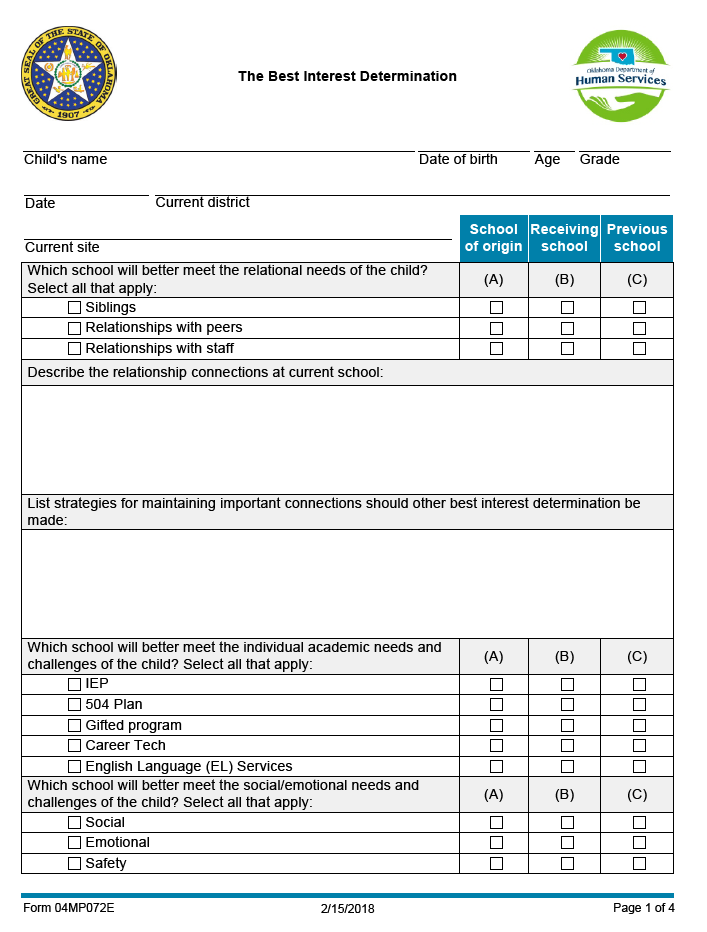 GREAT SEAL OF THE STATE OF OKLAHOMA
1907
The Best Interest Determination
Oklahoma Department of
Human Services
Child's name Date of birth Age Grade
Date Current district
Current site
School of origin Receiving school Previous school
Which school will better meet the relational needs of the child?
Select all that apply: (A) (B) (C)
Siblings
Relationships with peers
Relationships with staff
Describe the relationship connections at current school:
List strategies for maintaining important connections should other best interest determination be
made:
Which school will better meet the individual academic needs and
challenges of the child? Select all that apply: (A) (B) (C)
IEP
504 Plan
Gifted program
Career Tech
English Language (EL) Services
Which school will better meet the social/emotional needs and
challenges of the child? Select all that apply: (A) (B) (C)
Social
Emotional
Safety
Form 04MP072E 2/15/2018 Page 1 of 4